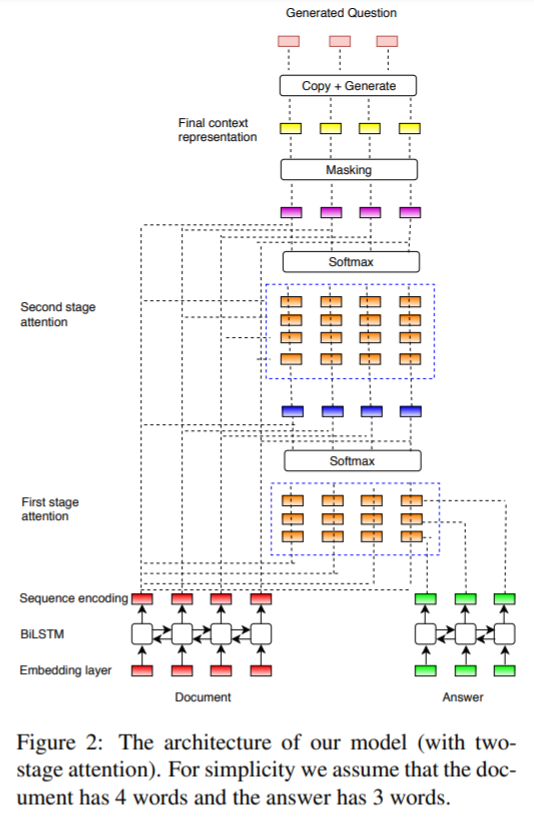 Generated Question
Copy + Generate
Final context
representation
Masking
Softmax
Second stage
attention
Softmax
First stage
attention
Sequence encoding
BiLSTM
Embedding layer
Document
Answer
Figure 2: The architecture of our model (with two-
stage attention). For simplicity we assume that the doc-
ument has 4 words and the answer has 3 words.